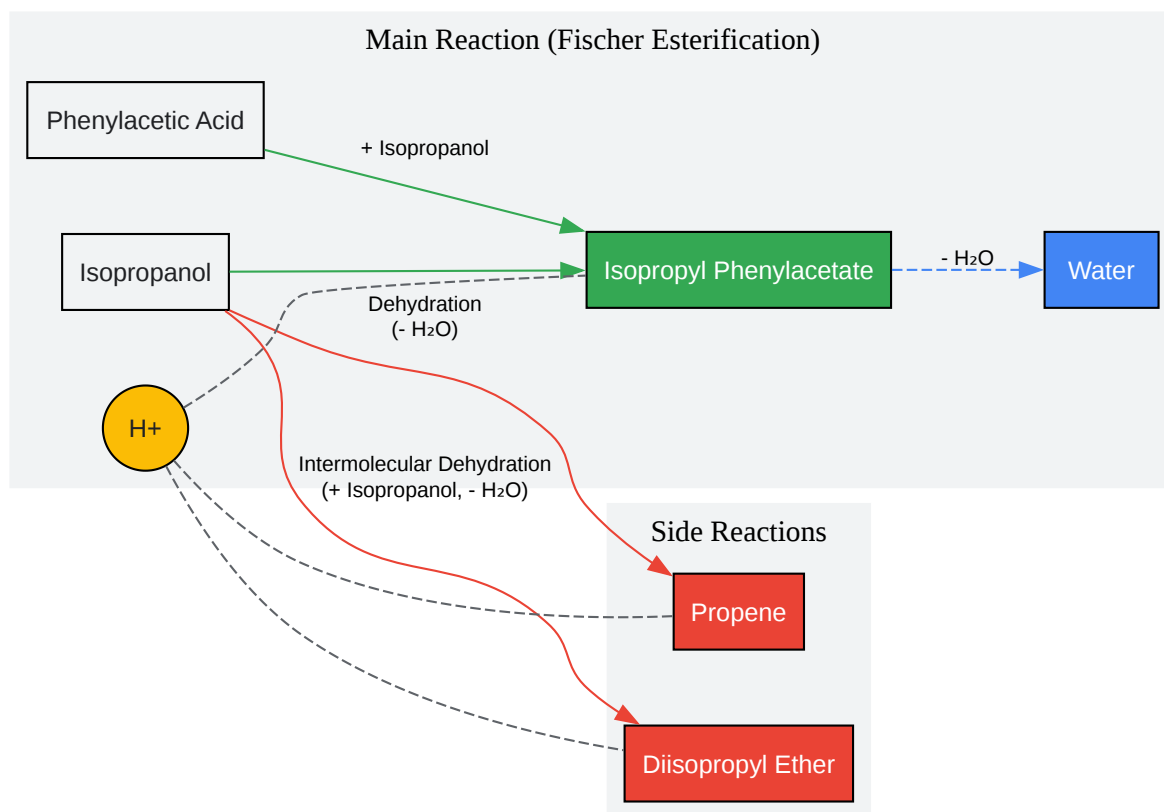 Main Reaction (Fischer Esterification)
Phenylacetic Acid
+ Isopropanol
Isopropanol
Isopropyl Phenylacetate
- H₂O
Water
Dehydration
(- H₂O)
H+
Intermolecular Dehydration
(+ Isopropanol, - H₂O)
Side Reactions
Propene
Diisopropyl Ether